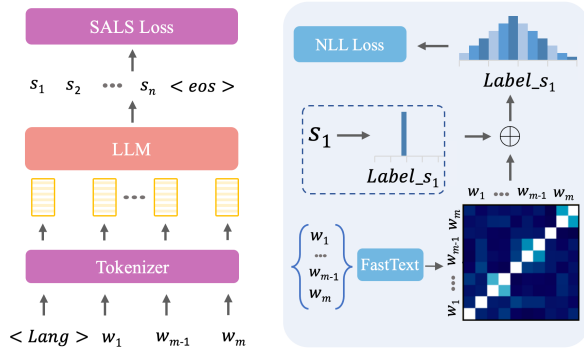 SALS Loss
s1 s2 ••• sn <eos>
LLM
•••
Tokenizer
<Lang> w1 wm-1 wm
NLL Loss
Label_s1
s1
Label_s1
w1 ••• wm-1 wm
w1
•••
wm-1
wm
FastText
wm
wm-1
•••
w1